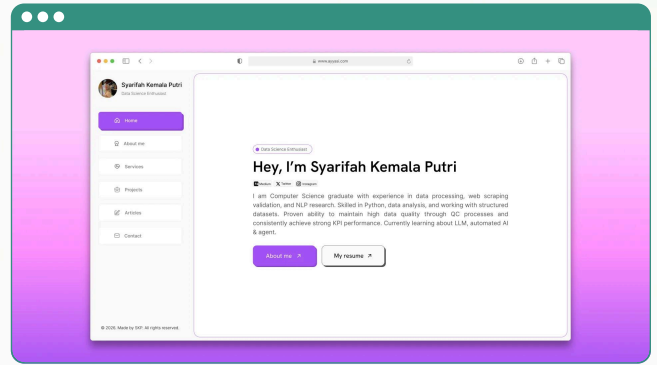 www.ayyasr.com
Syarifah Kemala Putri
Data Science Enthusiast
Home
About me
Services
Projects
Articles
Contact
© 2026. Made by SKP. All rights reserved.
Data Science Enthusiast
Hey, I'm Syarifah Kemala Putri
Medium Twitter Instagram
I am Computer Science graduate with experience in data processing, web scraping
validation, and NLP research. Skilled in Python, data analysis, and working with structured
datasets. Proven ability to maintain high data quality through QC processes and
consistently achieve strong KPI performance. Currently learning about LLM, automated AI
& agent.
About me ↗ My resume ↗